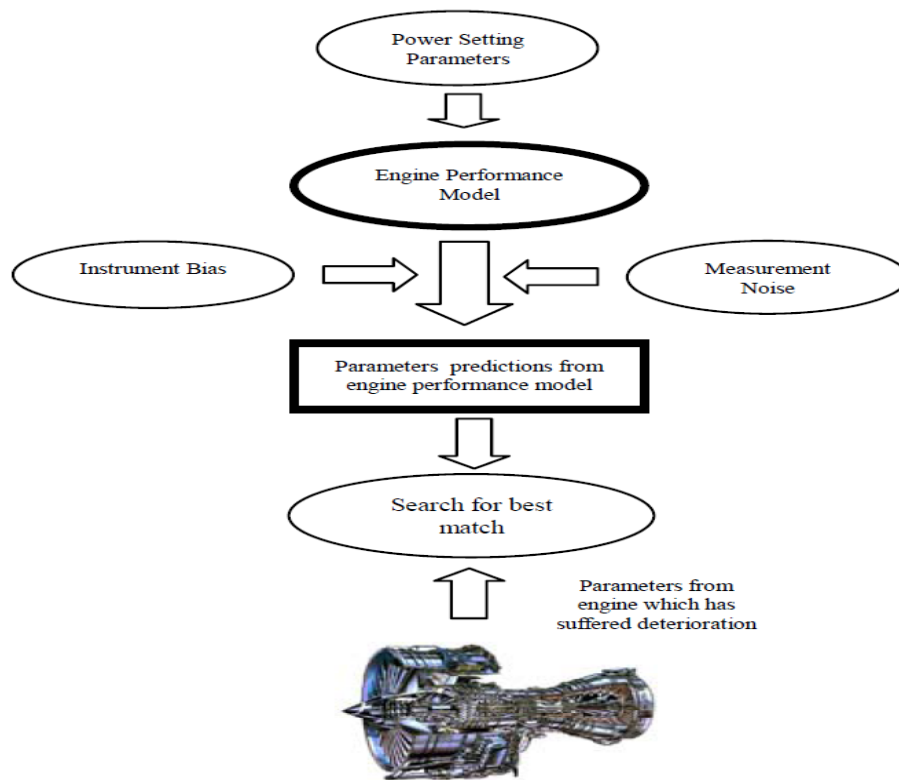 Power Setting
Parameters
Engine Performance
Model
Instrument Bias
Measurement
Noise
Parameters predictions from
engine performance model
Search for best
match
Parameters from
engine which has
suffered deterioration